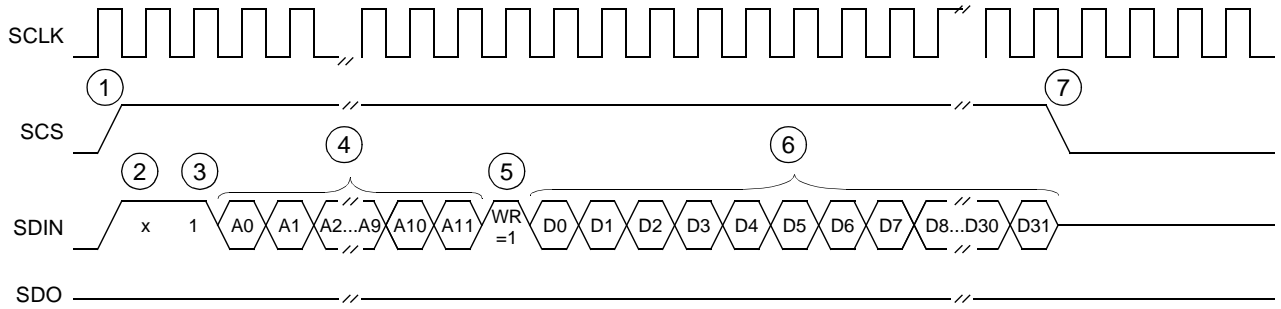 SCLK
1 7
SCS
4 6
2 3 5
SDIN x 1 A0 A1 A2...A9 A10 A11 WR =1 D0 D1 D2 D3 D4 D5 D6 D7 D8...D30 D31
SDO